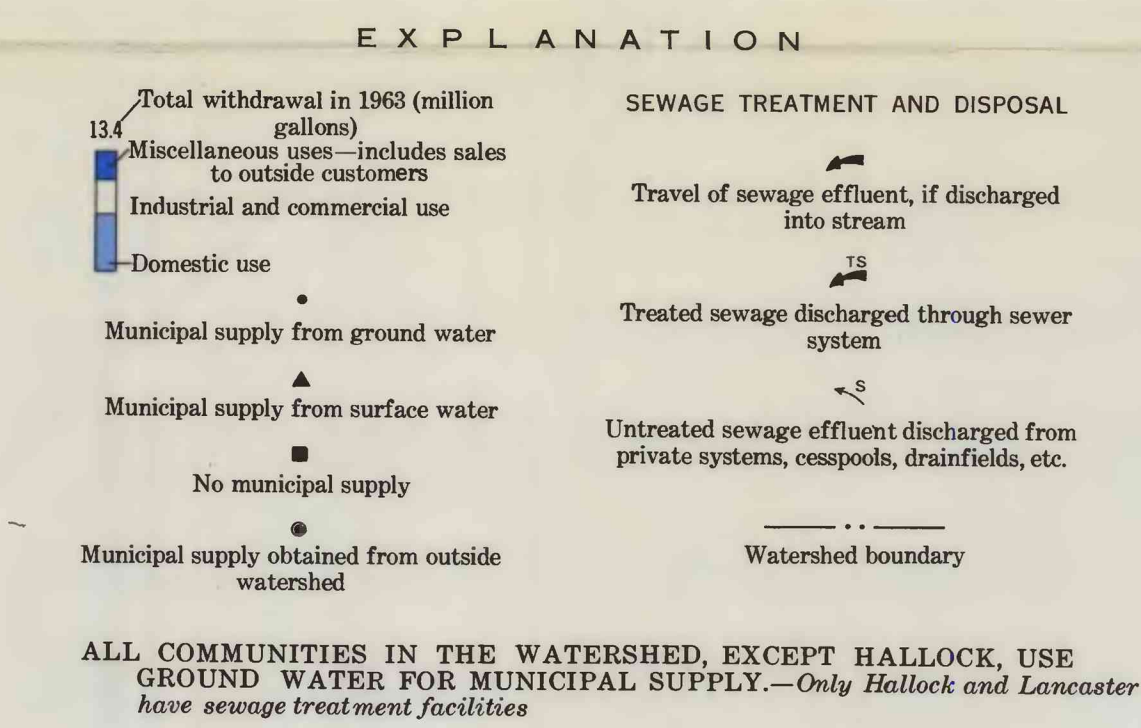 EXPLANATION
Total withdrawal in 1963 (million
gallons)
13.4
Miscellaneous uses—includes sales
to outside customers
Industrial and commercial use
Domestic use
Municipal supply from ground water
Municipal supply from surface water
No municipal supply
Municipal supply obtained from outside
watershed
SEWAGE TREATMENT AND DISPOSAL
Travel of sewage effluent, if discharged
into stream
TS
Treated sewage discharged through sewer
system
S
Untreated sewage effluent discharged from
private systems, cesspools, drainfields, etc.
Watershed boundary
ALL COMMUNITIES IN THE WATERSHED, EXCEPT HALLOCK, USE
GROUND WATER FOR MUNICIPAL SUPPLY.—Only Hallock and Lancaster
have sewage treatment facilities